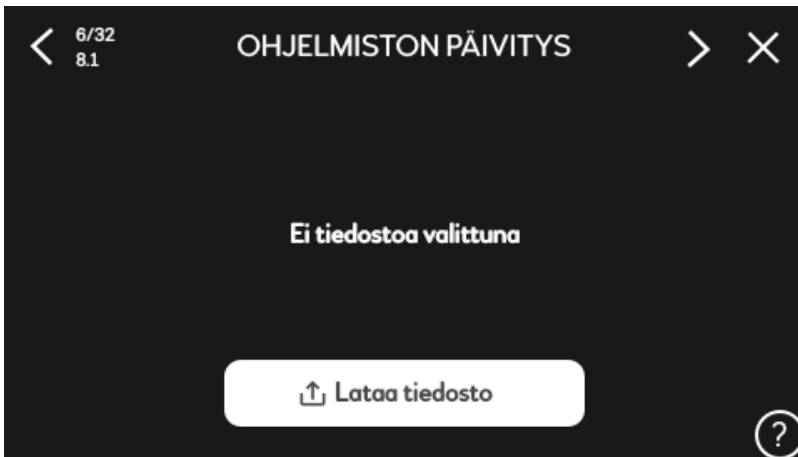 6/32
8.1
OHJELMISTON PÄIVITYS
Ei tiedostoa valittuna
Lataa tiedosto
?